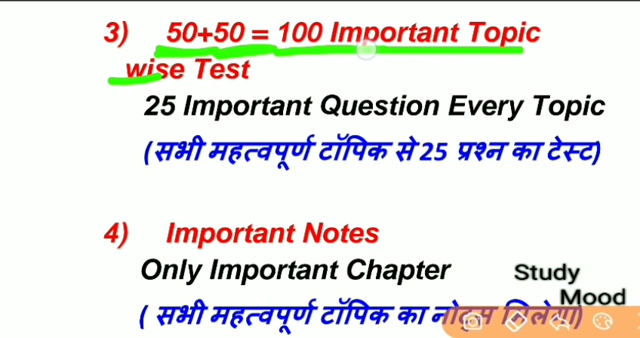 3) 50+50 = 100 Important Topic
wise Test
25 Important Question Every Topic
(सभी महत्वपूर्ण टॉपिक से 25 प्रश्न का टेस्ट)
4) Important Notes
Only Important Chapter
Study
Mood
( सभी महत्वपूर्ण टॉपिक का नोट्स मिलेगा)